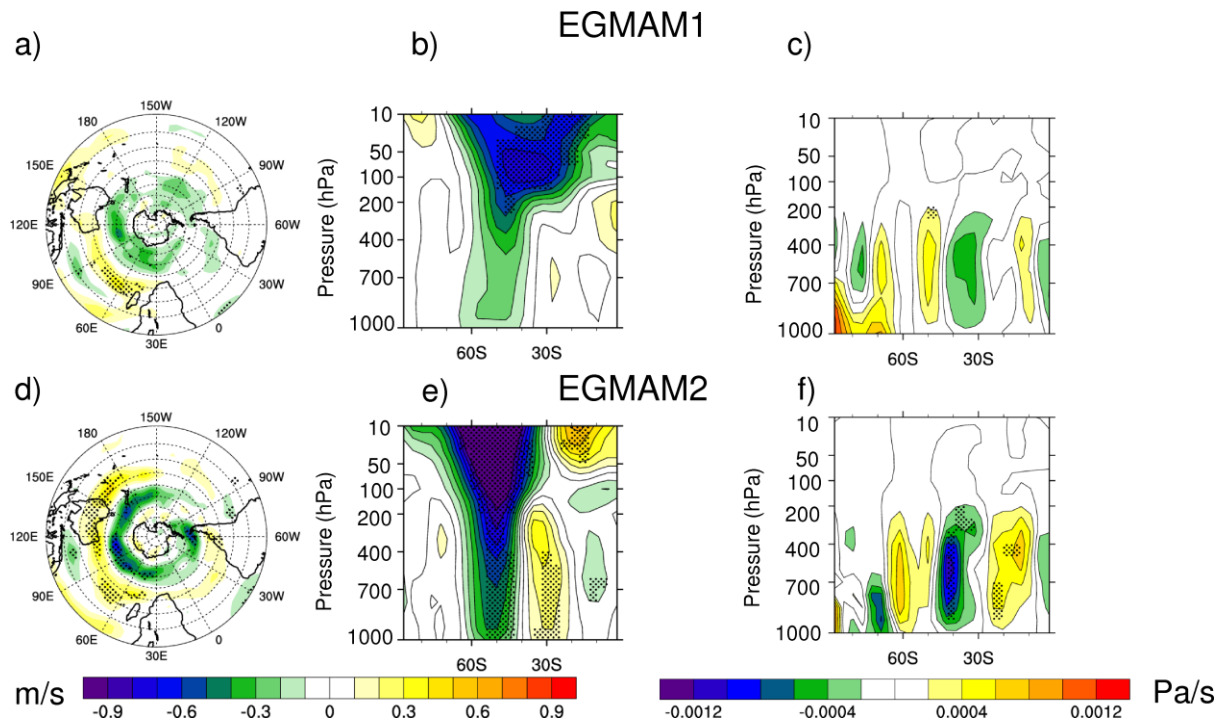 EGMAM1
a)
b)
c)
150W
180
120W
150E
90W
120E
60W
90E
30W
60E
0
30E
Pressure (hPa)
10
50
100
200
400
700
1000
60S
30S
Pressure (hPa)
10
50
100
200
400
700
1000
60S
30S
EGMAM2
d)
e)
f)
150W
180
120W
150E
90W
120E
60W
90E
30W
60E
0
30E
Pressure (hPa)
10
50
100
200
400
700
1000
60S
30S
Pressure (hPa)
10
50
100
200
400
700
1000
60S
30S
m/s
-0.9 -0.6 -0.3 0 0.3 0.6 0.9
-0.0012 -0.0004 0.0004 0.0012
Pa/s